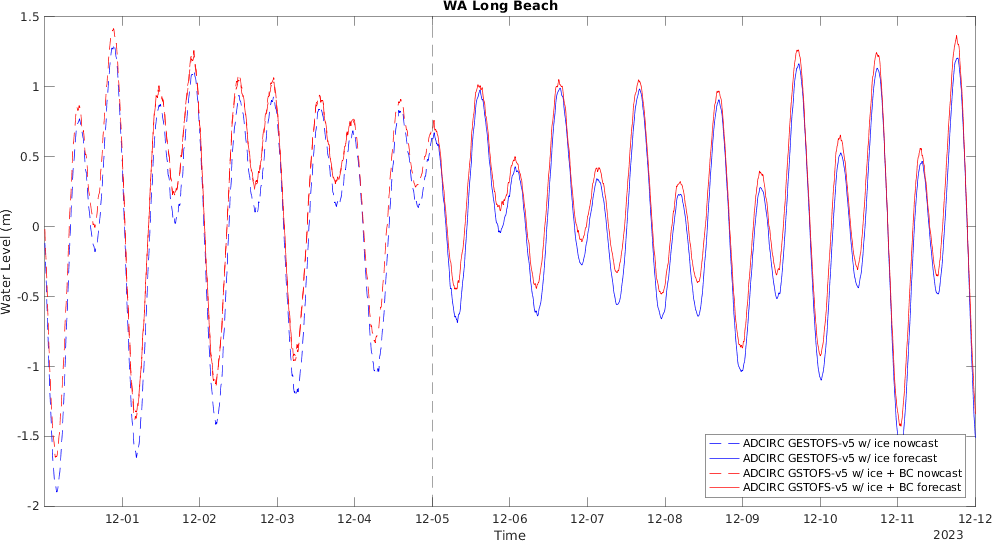 WA Long Beach
1.5
1
0.5
0
-0.5
-1
-1.5
-2
Water Level (m)
12-01 12-02 12-03 12-04 12-05 12-06 12-07 12-08 12-09 12-10 12-11 12-12
Time
2023
ADCIRC GESTOFS-v5 w/ ice nowcast
ADCIRC GESTOFS-v5 w/ ice forecast
ADCIRC GSTOFS-v5 w/ ice + BC nowcast
ADCIRC GSTOFS-v5 w/ ice + BC forecast